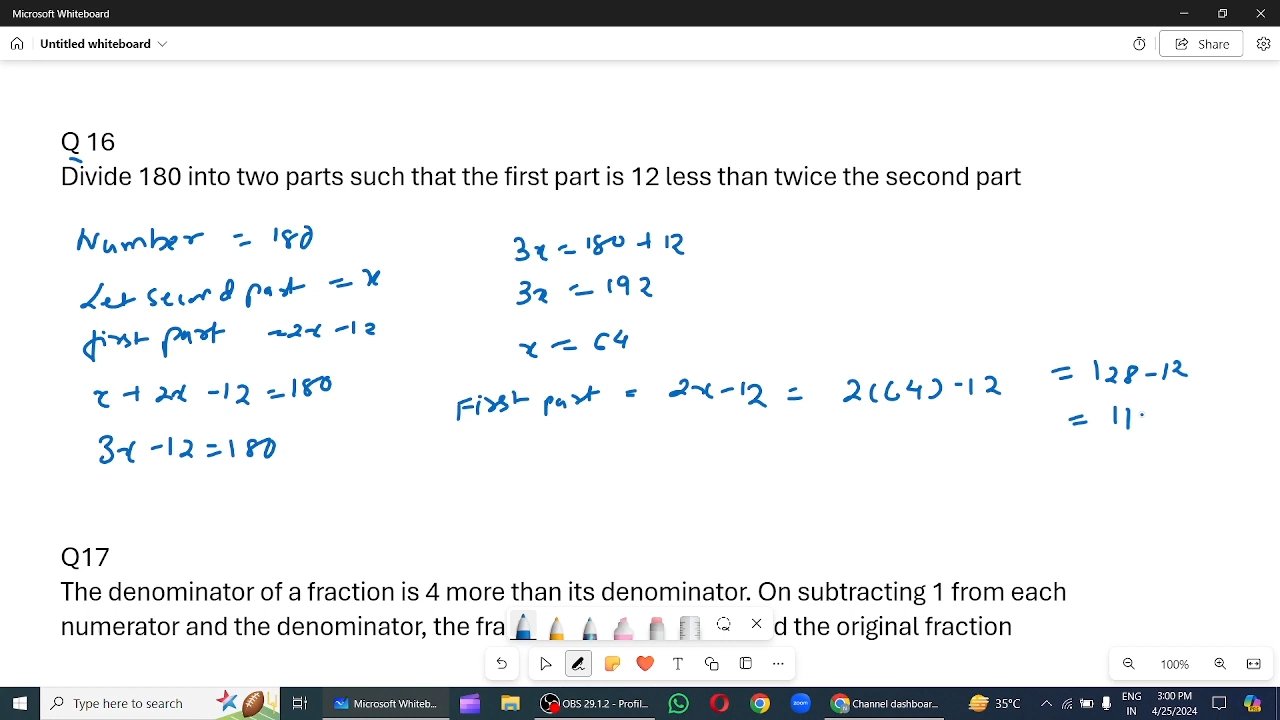 Microsoft Whiteboard
Untitled whiteboard
Share
Q 16
Divide 180 into two parts such that the first part is 12 less than twice the second part
Number = 180
Let second part = x
first part = 2x - 12
x + 2x - 12 = 180
3x - 12 = 180
3x = 180 + 12
3x = 192
x = 64
First part = 2x - 12 = 2(64) - 12 = 128 - 12
= 11
Q17
The denominator of a fraction is 4 more than its denominator. On subtracting 1 from each
numerator and the denominator, the fra d the original fraction
100%
Type here to search
Microsoft Whiteb...
OBS 29.1.2 - Profil...
zoom
Channel dashboar...
35°C
ENG
IN
3:00 PM
4/25/2024